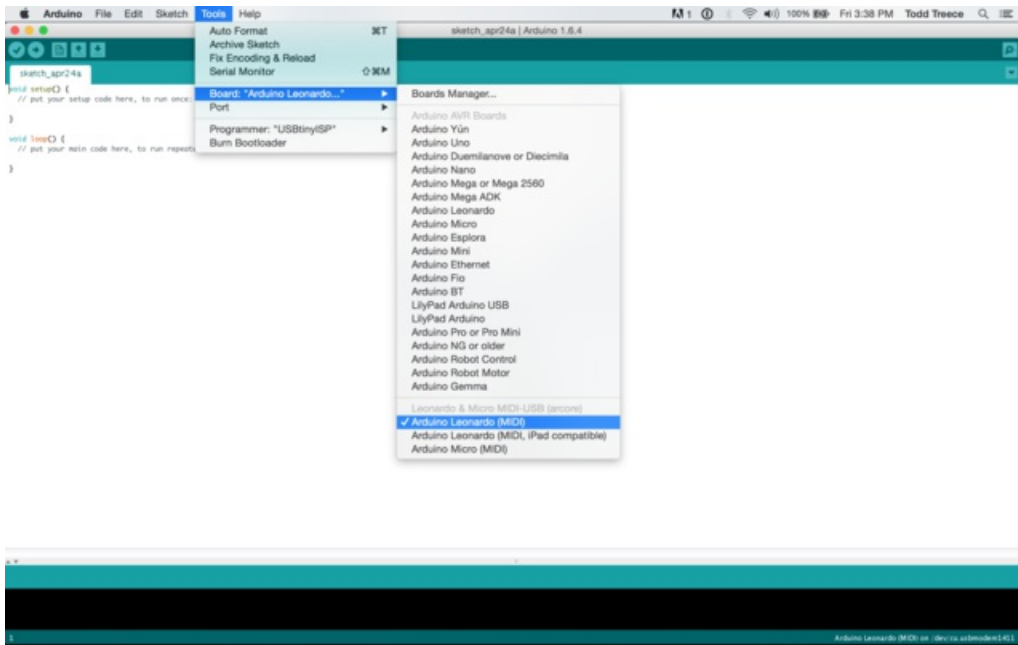 Arduino File Edit Sketch Tools Help
1 100% Fri 3:38 PM Todd Treece
sketch_apr24a | Arduino 1.6.4
Auto Format ⌘T
Archive Sketch
Fix Encoding & Reload
Serial Monitor ⇧⌘M
Board: "Arduino Leonardo..."
Port
Programmer: "USBtinyISP"
Burn Bootloader
sketch_apr24a
void setup() {
// put your setup code here, to run once:
}
void loop() {
// put your main code here, to run repeate
}
Boards Manager...
Arduino AVR Boards
Arduino Yún
Arduino Uno
Arduino Duemilanove or Diecimila
Arduino Nano
Arduino Mega or Mega 2560
Arduino Mega ADK
Arduino Leonardo
Arduino Micro
Arduino Esplora
Arduino Mini
Arduino Ethernet
Arduino Fio
Arduino BT
LilyPad Arduino USB
LilyPad Arduino
Arduino Pro or Pro Mini
Arduino NG or older
Arduino Robot Control
Arduino Robot Motor
Arduino Gemma
Leonardo & Micro MIDI-USB (arcore)
✓ Arduino Leonardo (MIDI)
Arduino Leonardo (MIDI, iPad compatible)
Arduino Micro (MIDI)
1
Arduino Leonardo (MIDI) on /dev/cu.usbmodem1411